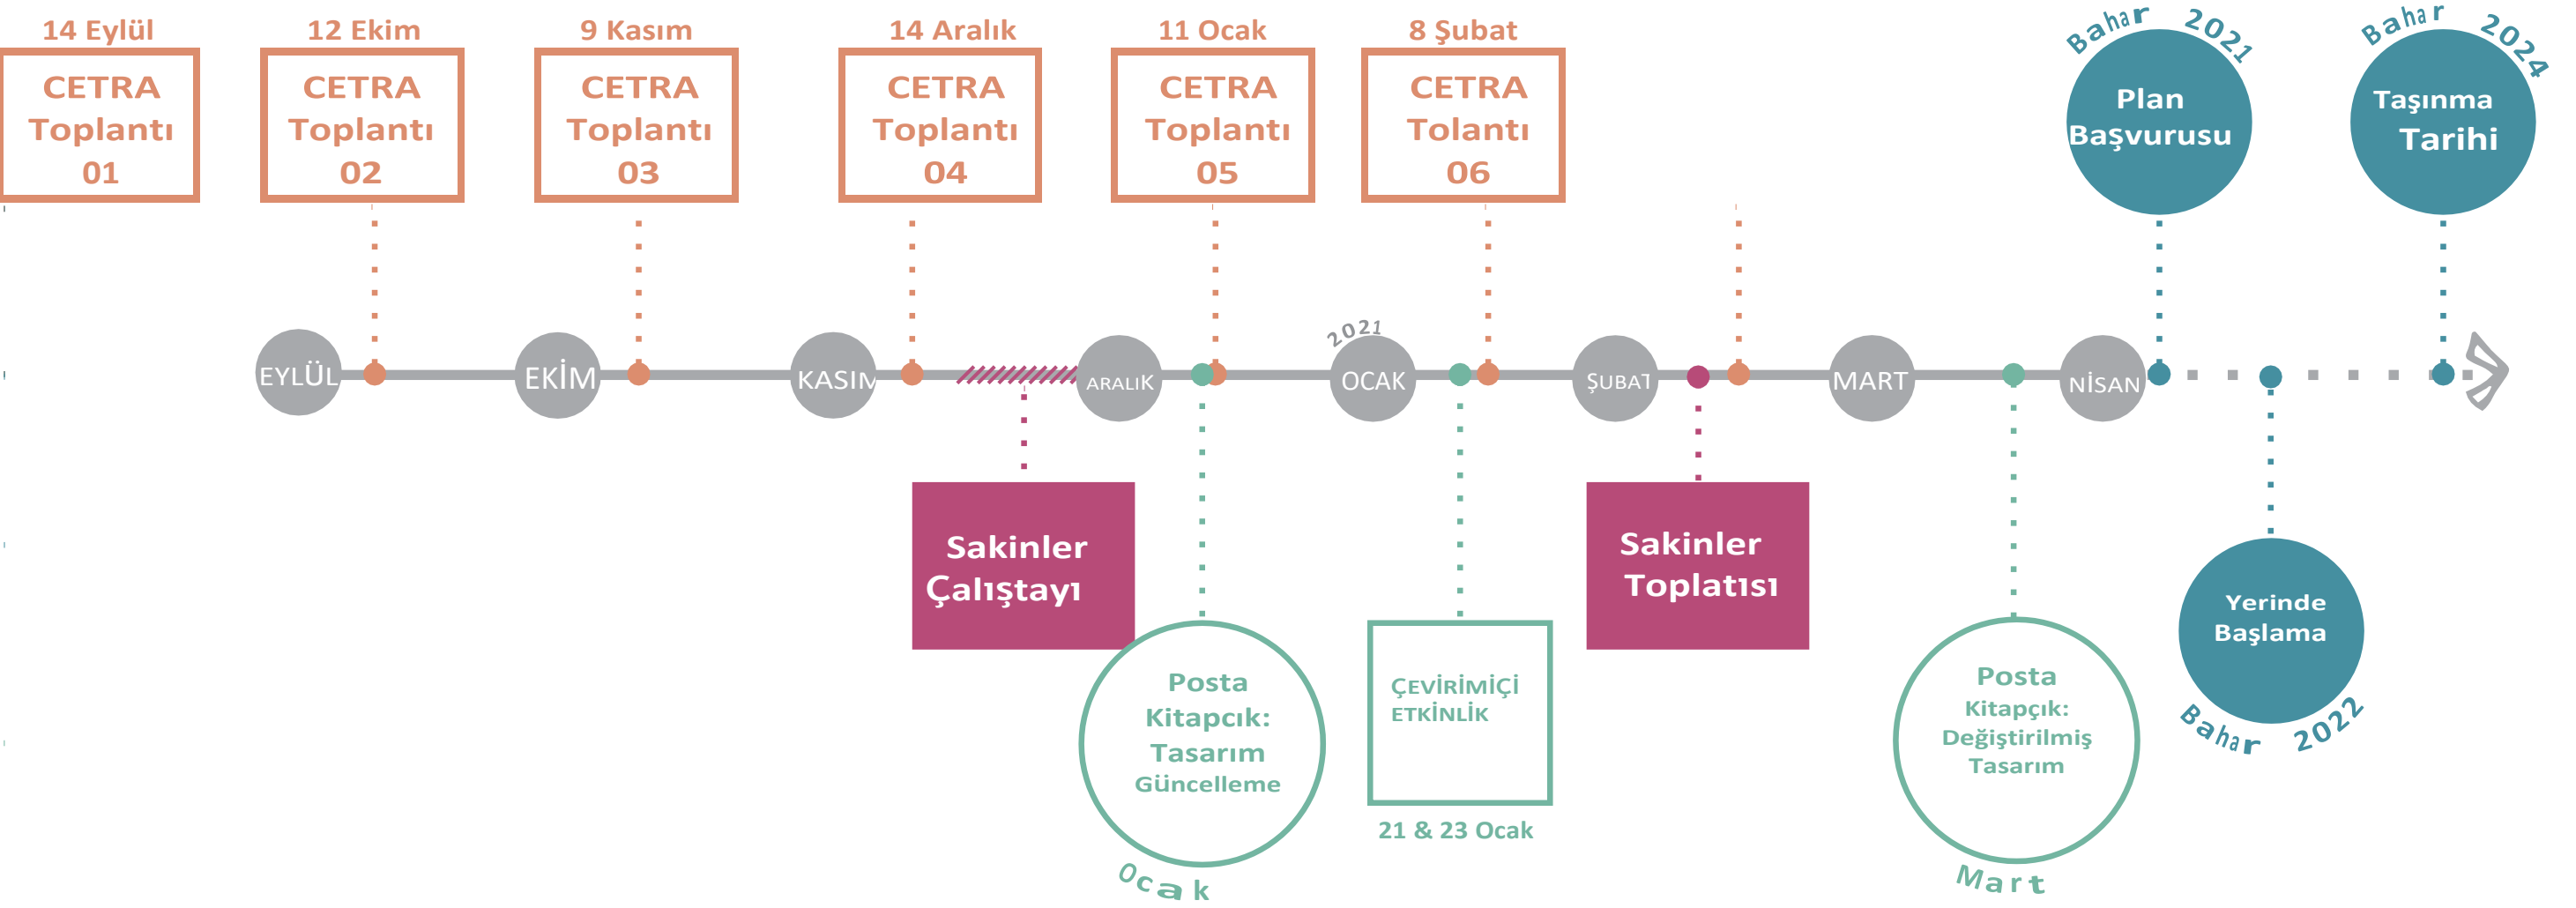 14 Eylül
CETRA
Toplantı
01
12 Ekim
CETRA
Toplantı
02
9 Kasım
CETRA
Toplantı
03
14 Aralık
CETRA
Toplantı
04
11 Ocak
CETRA
Toplantı
05
8 Şubat
CETRA
Tolantı
06
Bahar 2021
Plan
Başvurusu
Bahar 2024
Taşınma
Tarihi
EYLÜL
EKİM
KASIM
ARALIK
2021
OCAK
ŞUBAT
MART
NİSAN
Sakinler
Çalıştayı
Sakinler
Toplatısı
Posta
Kitapcık:
Tasarım
Güncelleme
Ocak
ÇEVİRİMİÇİ
ETKİNLİK
21 & 23 Ocak
Posta
Kitapçık:
Değiştirilmiş
Tasarım
Mart
Yerinde
Başlama
Bahar 2022